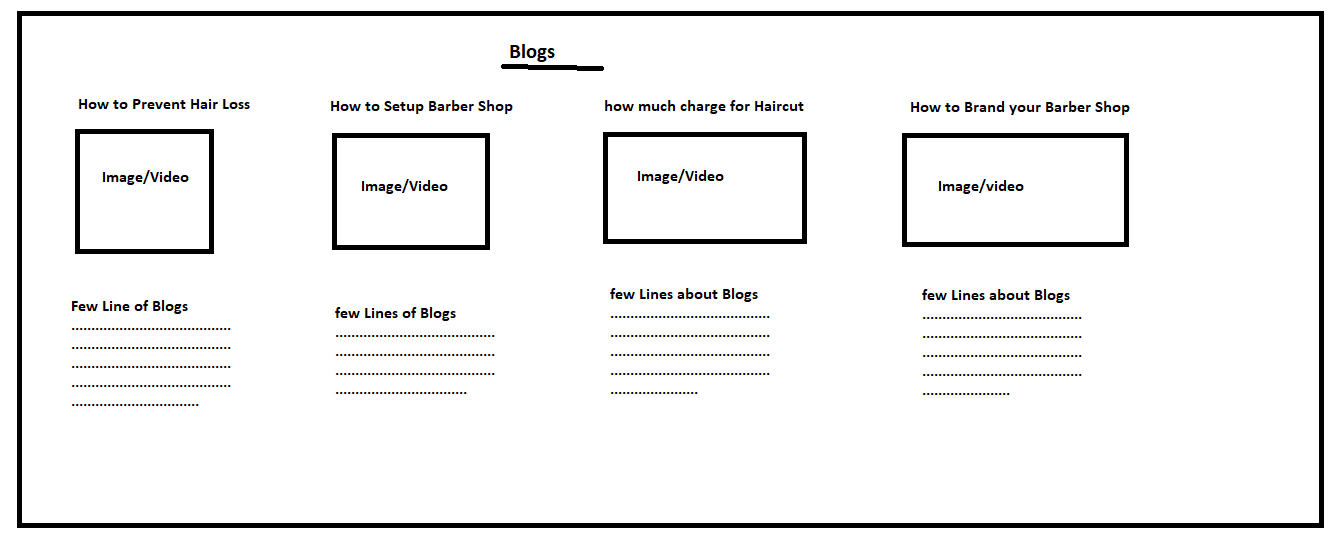 Blogs
How to Prevent Hair Loss
How to Setup Barber Shop
how much charge for Haircut
How to Brand your Barber Shop
Image/Video
Image/Video
Image/Video
Image/video
Few Line of Blogs
........................................
........................................
........................................
........................................
................................
few Lines of Blogs
........................................
........................................
........................................
.................................
few Lines about Blogs
........................................
........................................
........................................
........................................
......................
few Lines about Blogs
........................................
........................................
........................................
........................................
......................